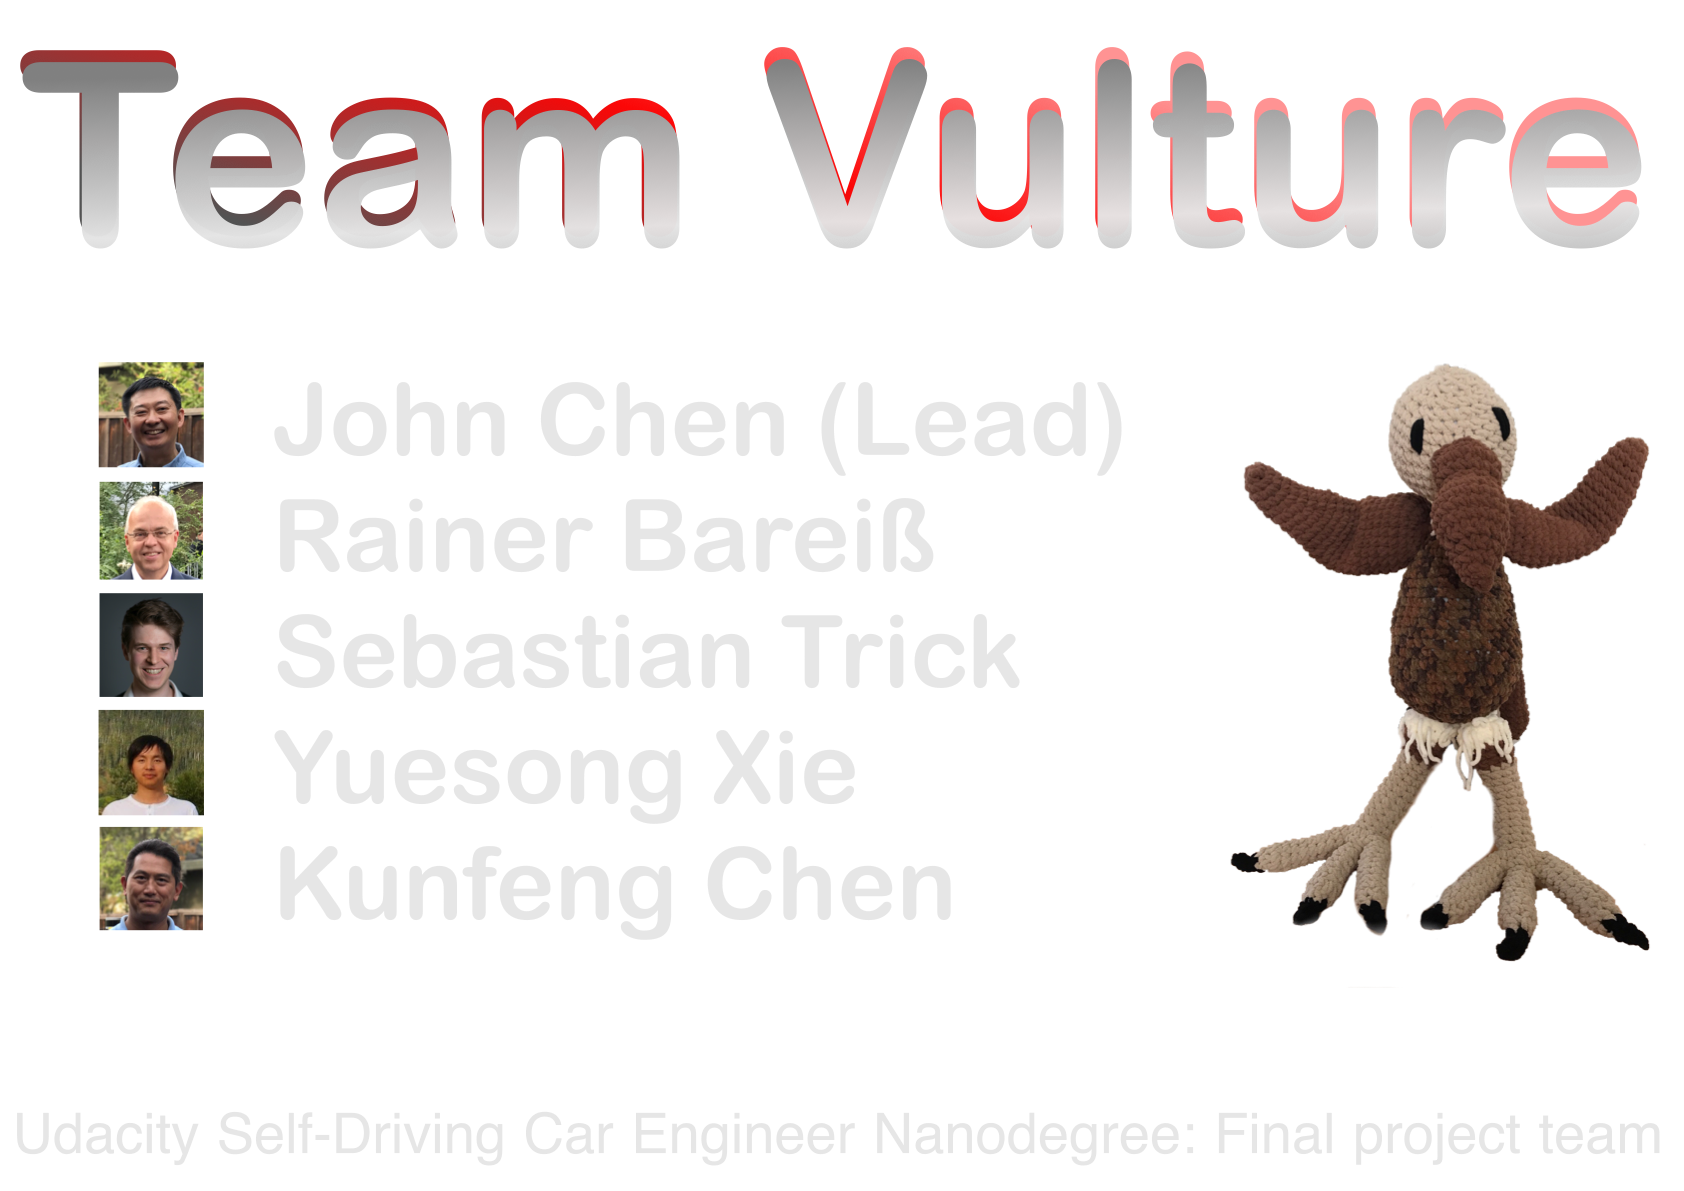 Team Vulture
John Chen (Lead)
Rainer Bareiß
Sebastian Trick
Yuesong Xie
Kunfeng Chen
Udacity Self-Driving Car Engineer Nanodegree: Final project team